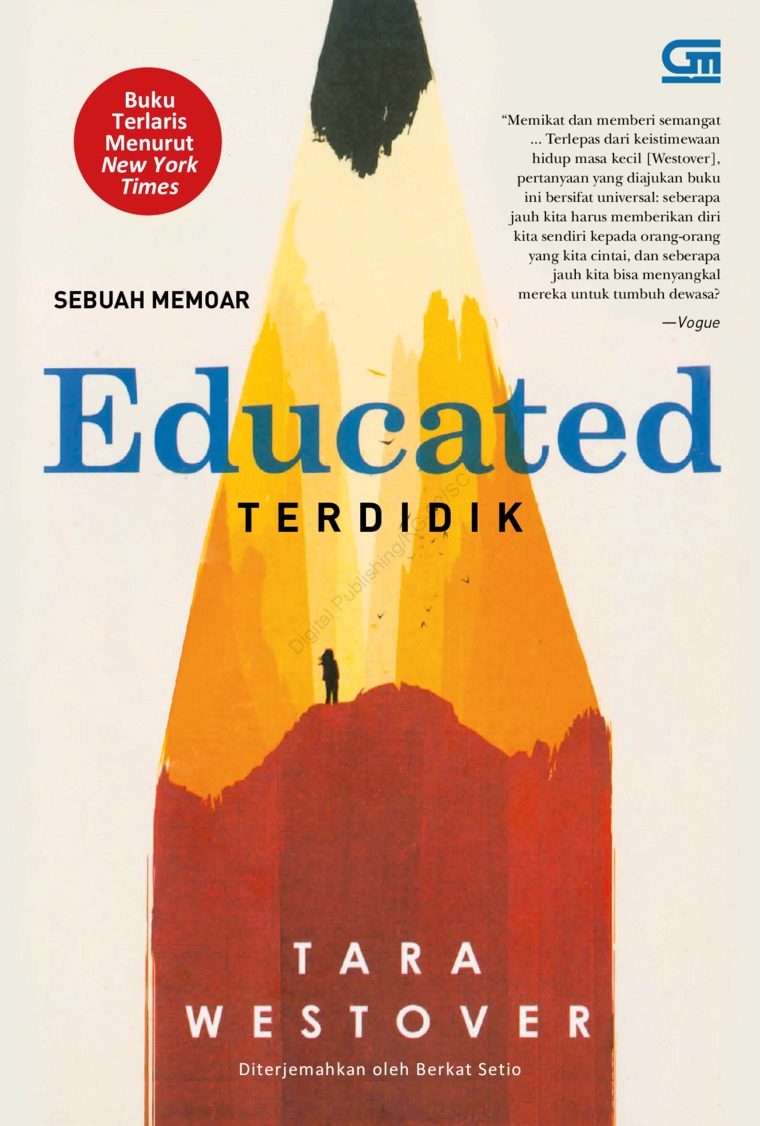 Buku
Terlaris
Menurut
New York
Times
GM
“Memikat dan memberi semangat
... Terlepas dari keistimewaan
hidup masa kecil [Westover],
pertanyaan yang diajukan buku
ini bersifat universal: seberapa
jauh kita harus memberikan diri
kita sendiri kepada orang-orang
yang kita cintai, dan seberapa
jauh kita bisa menyangkal
mereka untuk tumbuh dewasa?
—Vogue
SEBUAH MEMOAR
Educated
TERDIDIK
Digital Publishing/
TARA
WESTOVER
Diterjemahkan oleh Berkat Setio